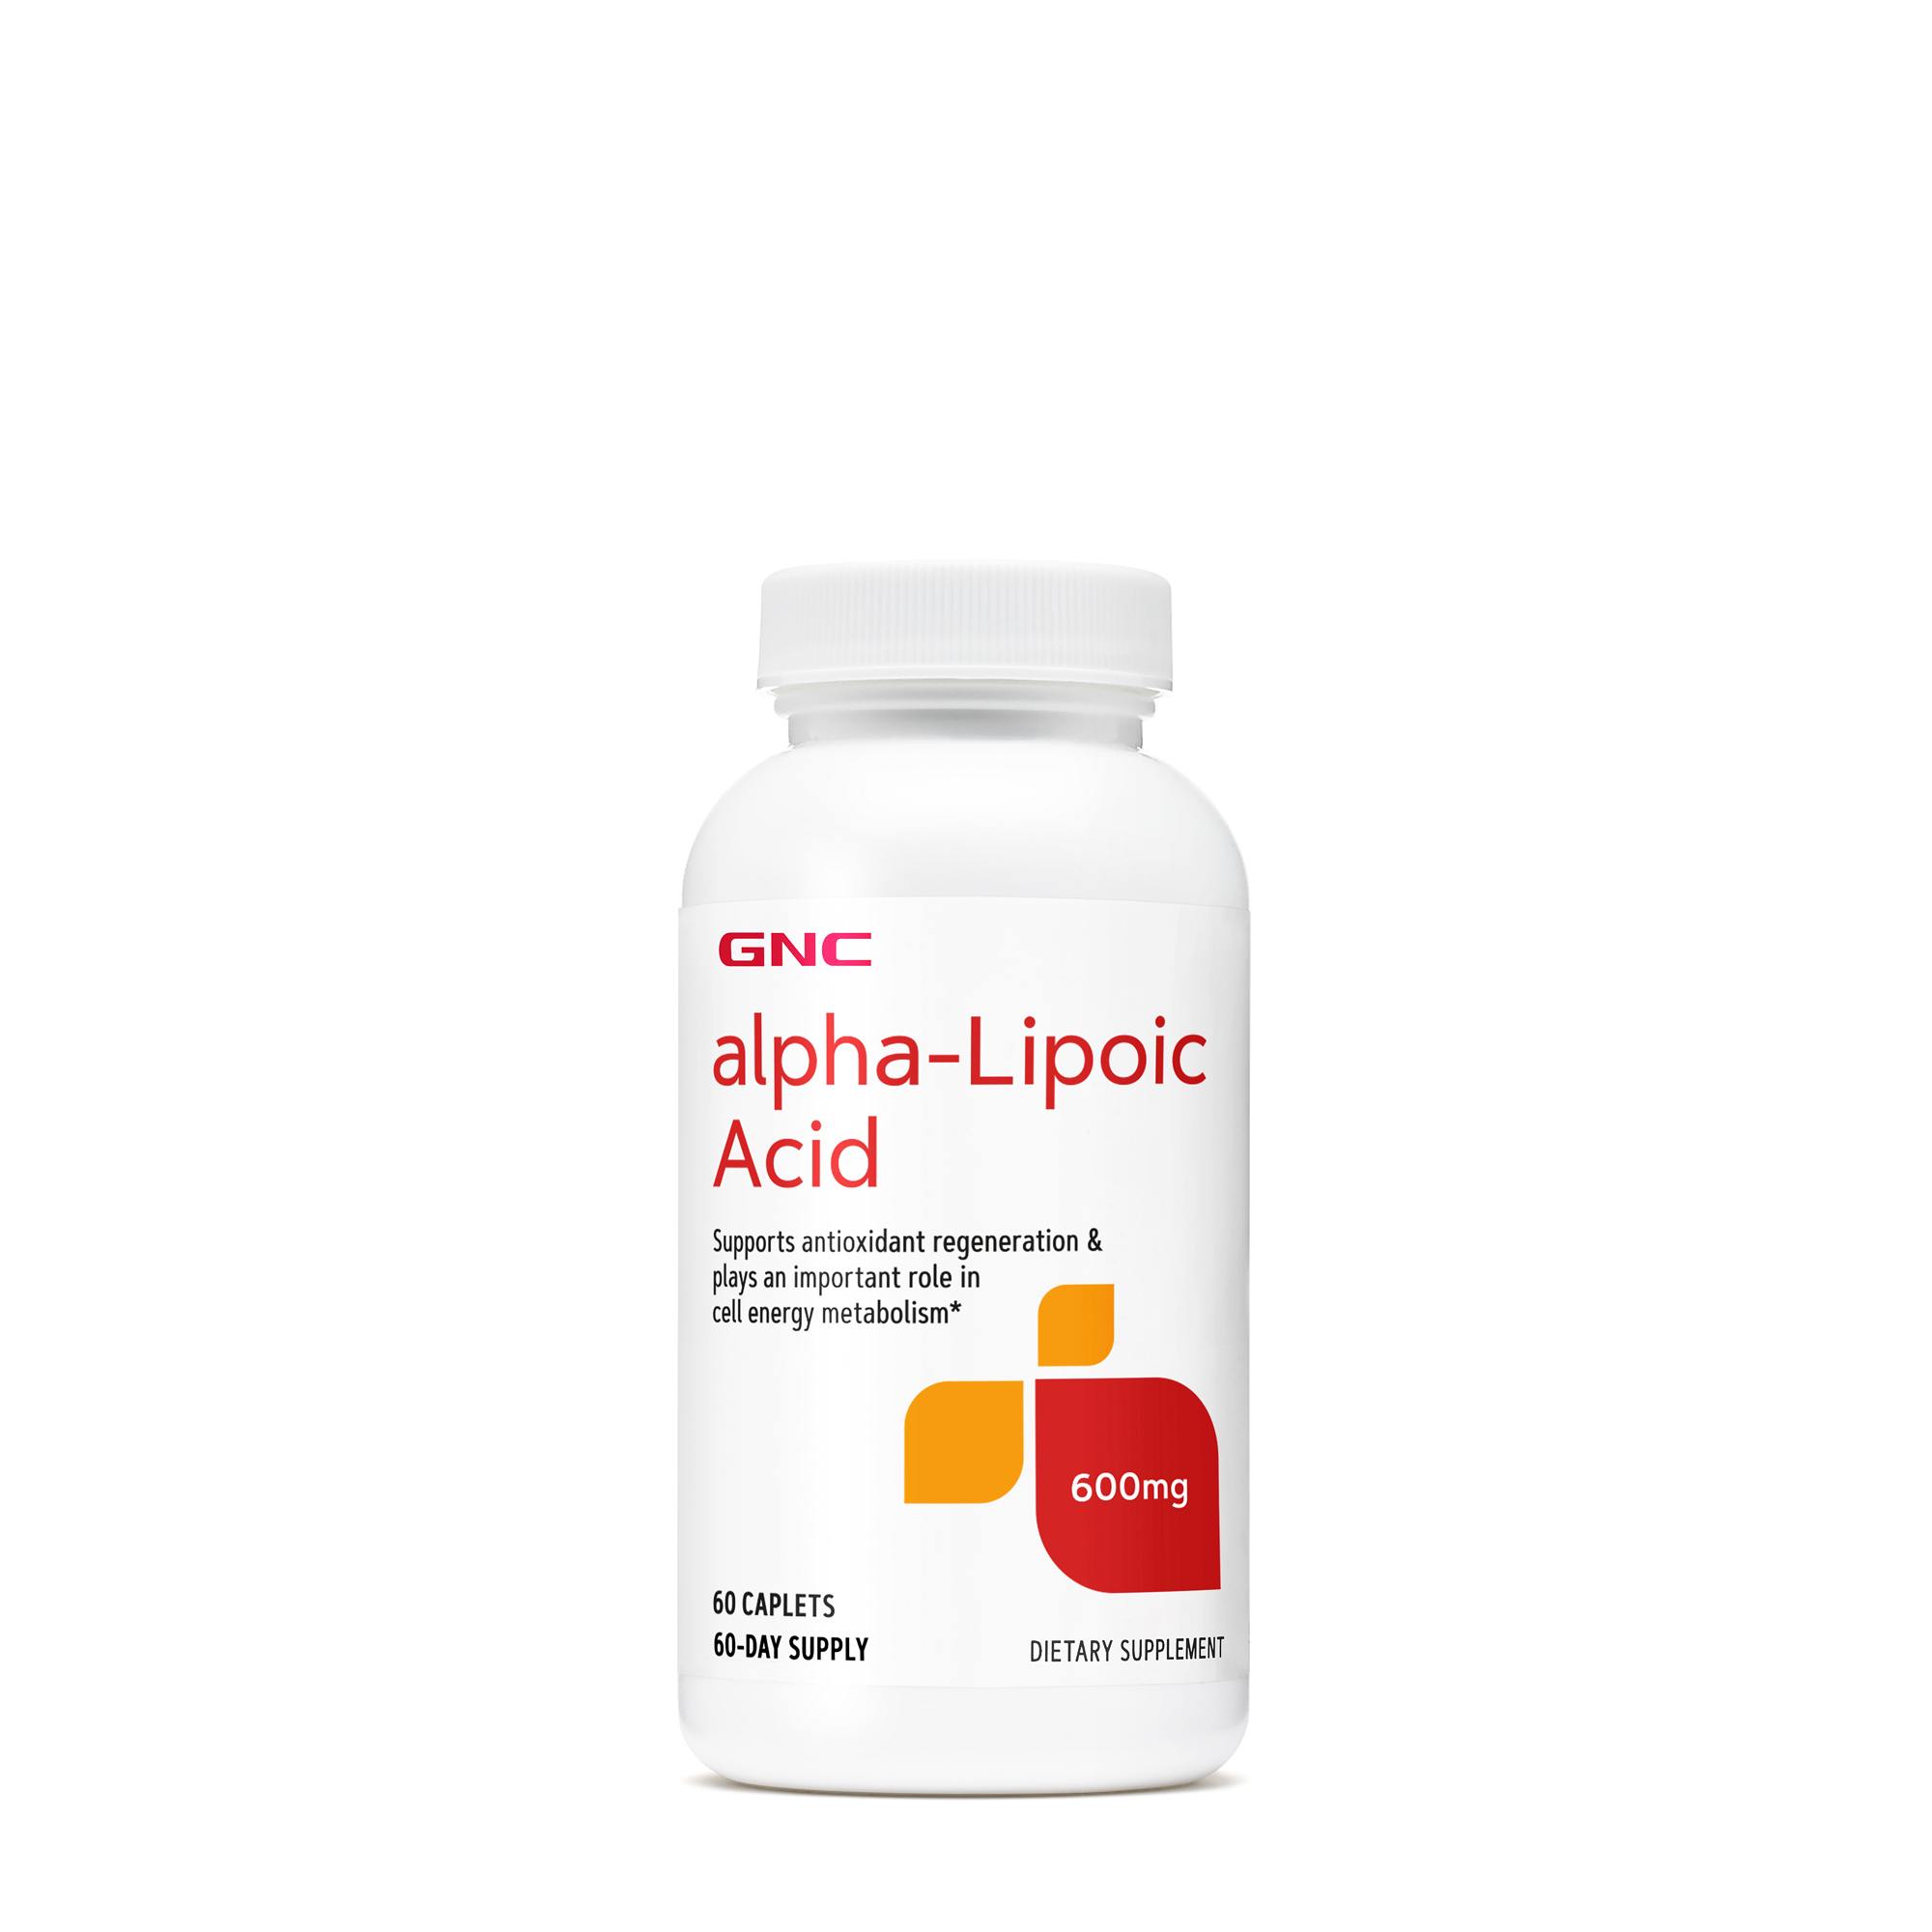 GNC
alpha-Lipoic
Acid
Supports antioxidant regeneration &
plays an important role in
cell energy metabolism*
600mg
60 CAPLETS
60-DAY SUPPLY
DIETARY SUPPLEMENT